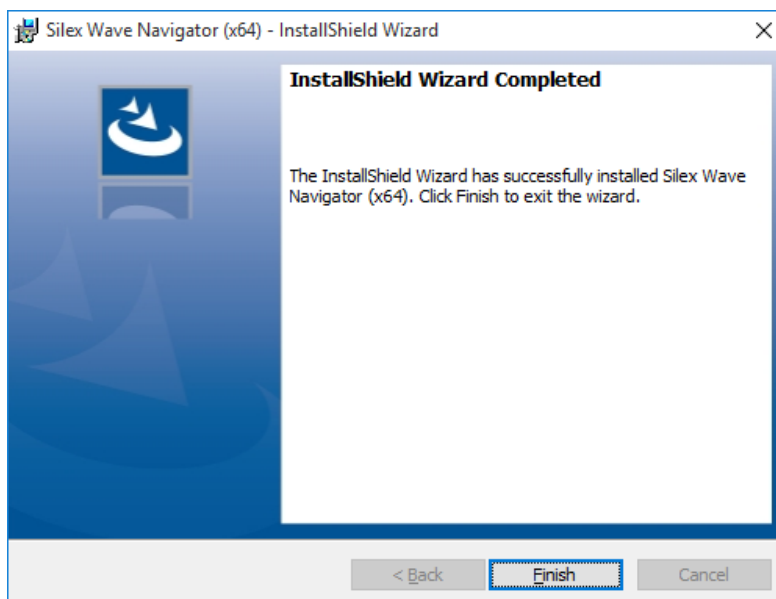 Silex Wave Navigator (x64) - InstallShield Wizard
InstallShield Wizard Completed
The InstallShield Wizard has successfully installed Silex Wave
Navigator (x64). Click Finish to exit the wizard.
< Back
Finish
Cancel